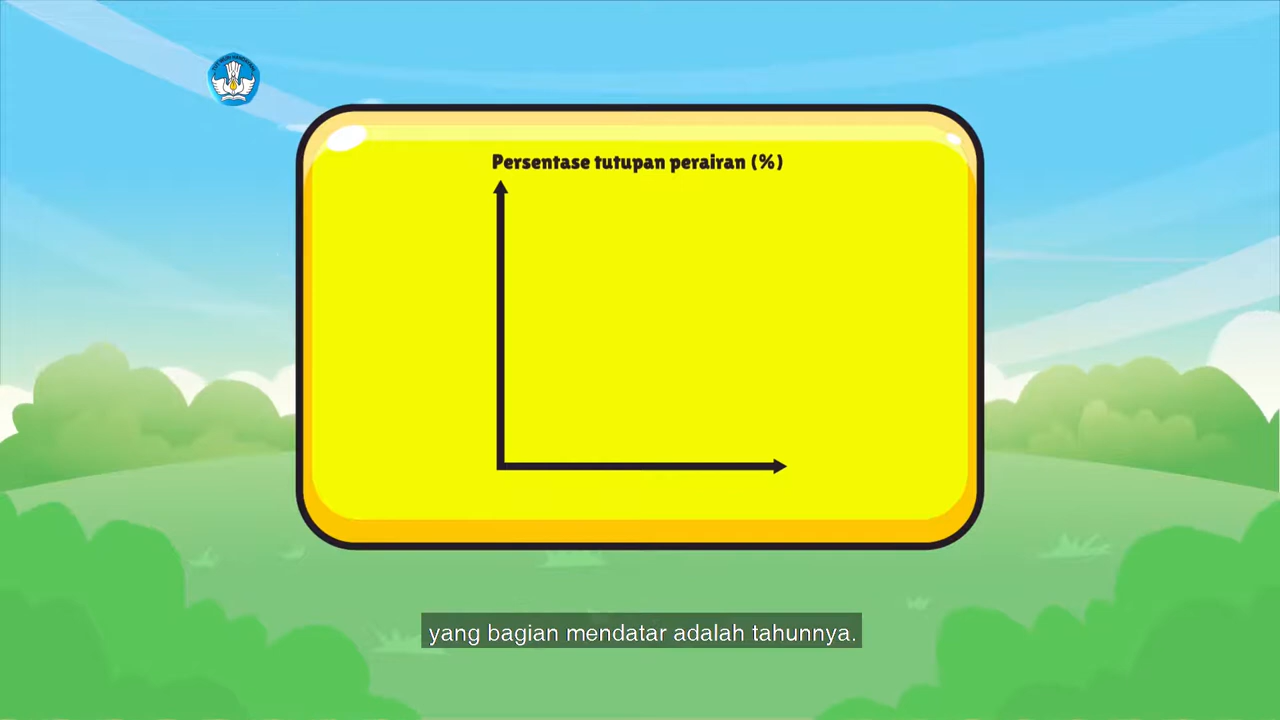 Persentase tutupan perairan (%)
yang bagian mendatar adalah tahunnya.